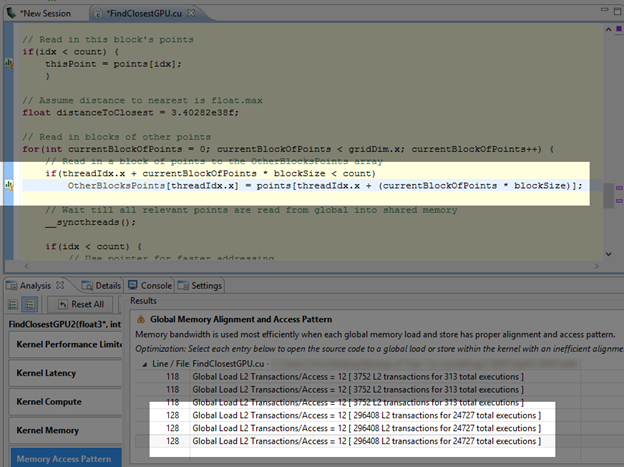 *New Session
*FindClosestGPU.cu
// Read in this block's points
if(idx < count) {
thisPoint = points[idx];
}
// Assume distance to nearest is float.max
float distanceToClosest = 3.40282e38f;
// Read in blocks of other points
for(int currentBlockOfPoints = 0; currentBlockOfPoints < gridDim.x; currentBlockOfPoints++) {
// Read in a block of points to the OtherBlocksPoints array
if(threadIdx.x + currentBlockOfPoints * blockSize < count)
OtherBlocksPoints[threadIdx.x] = points[threadIdx.x + (currentBlockOfPoints * blockSize)];
// Wait till all relevant points are read from global into shared memory
__syncthreads();
if(idx < count) {
// Use pointer for faster addressing
Analysis
Details
Console
Settings
Reset All
FindClosestGPU2(float3*, int
Kernel Performance Limite
Kernel Latency
Kernel Compute
Kernel Memory
Memory Access Pattern
Results
Global Memory Alignment and Access Pattern
Memory bandwidth is used most efficiently when each global memory load and store has proper alignment and access pattern.
Optimization: Select each entry below to open the source code to a global load or store within the kernel with an inefficient alignme
Line / File FindClosestGPU.cu -
118 Global Load L2 Transactions/Access = 12 [ 3752 L2 transactions for 313 total executions ]
118 Global Load L2 Transactions/Access = 12 [ 3752 L2 transactions for 313 total executions ]
118 Global Load L2 Transactions/Access = 12 [ 3752 L2 transactions for 313 total executions ]
128 Global Load L2 Transactions/Access = 12 [ 296408 L2 transactions for 24727 total executions ]
128 Global Load L2 Transactions/Access = 12 [ 296408 L2 transactions for 24727 total executions ]
128 Global Load L2 Transactions/Access = 12 [ 296408 L2 transactions for 24727 total executions ]